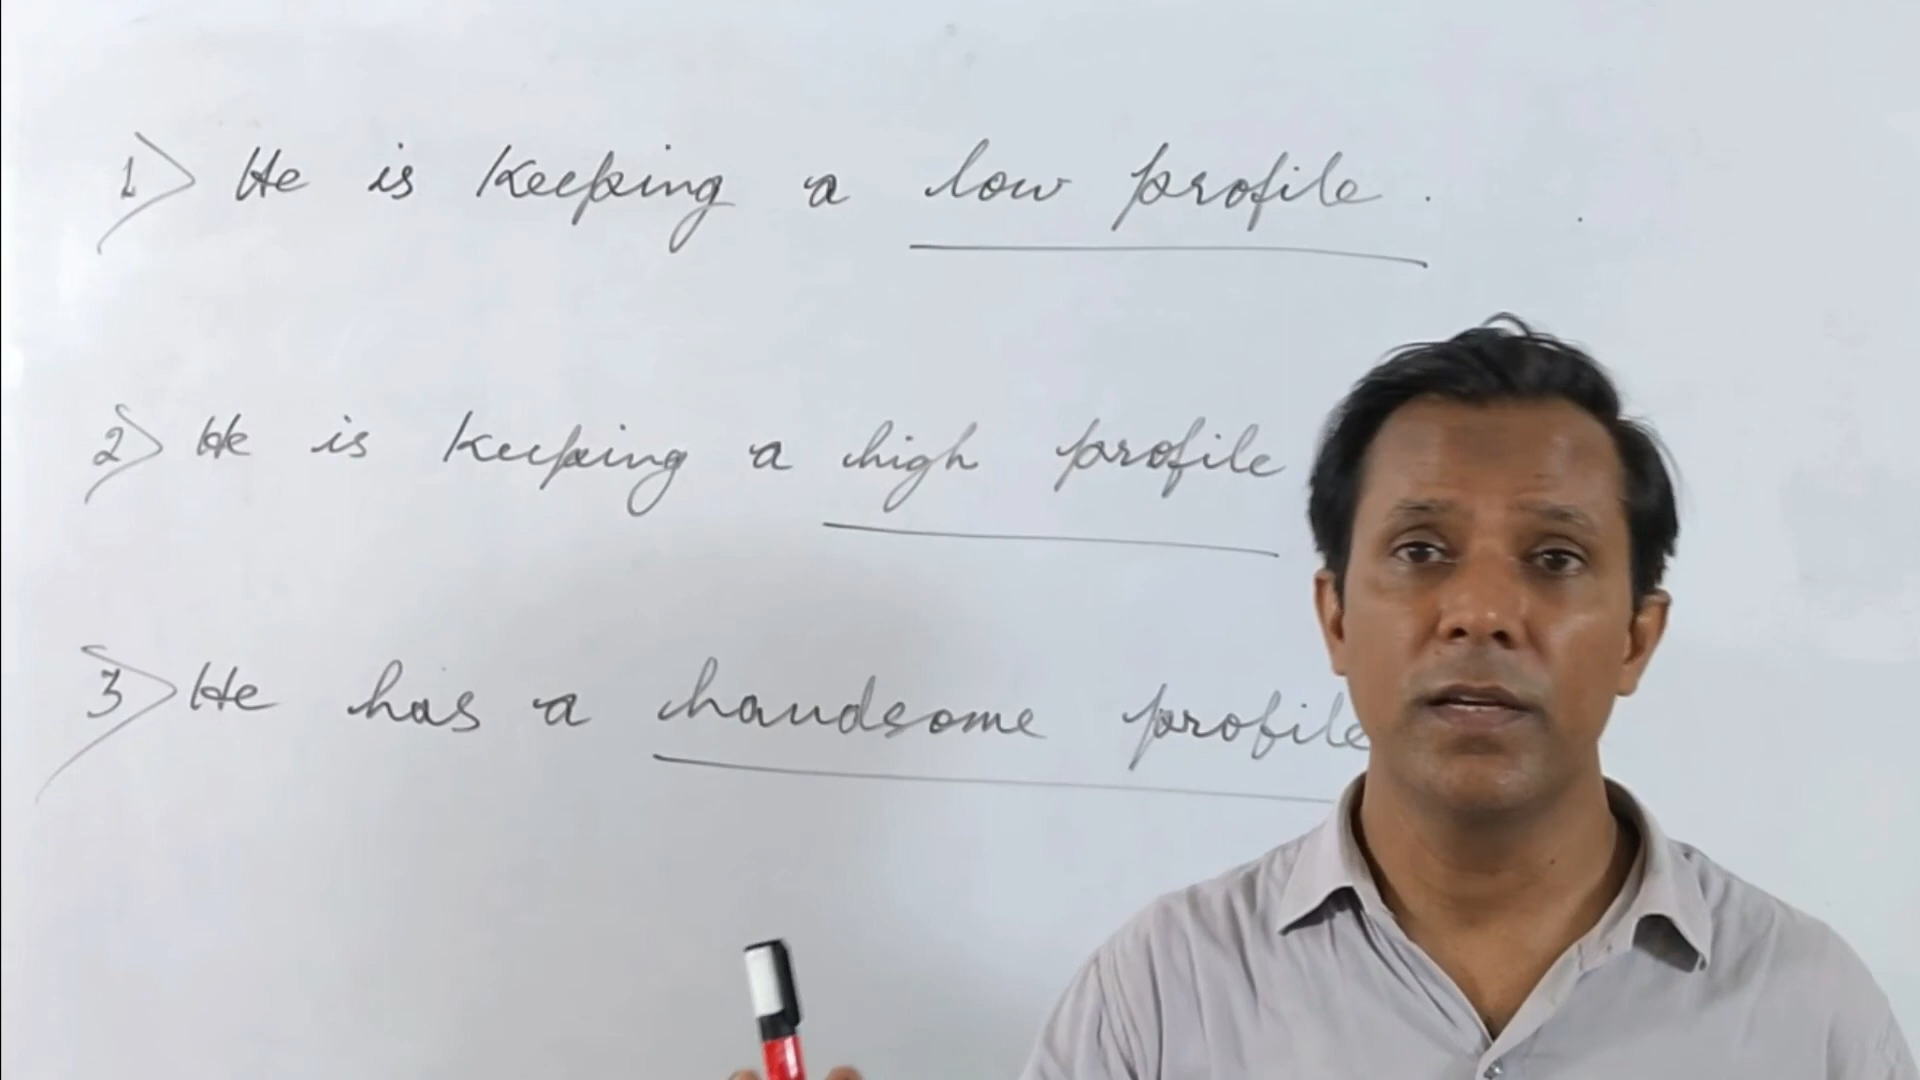 1) He is keeping a low profile.
2) He is keeping a high profile
3) He has a handsome profile